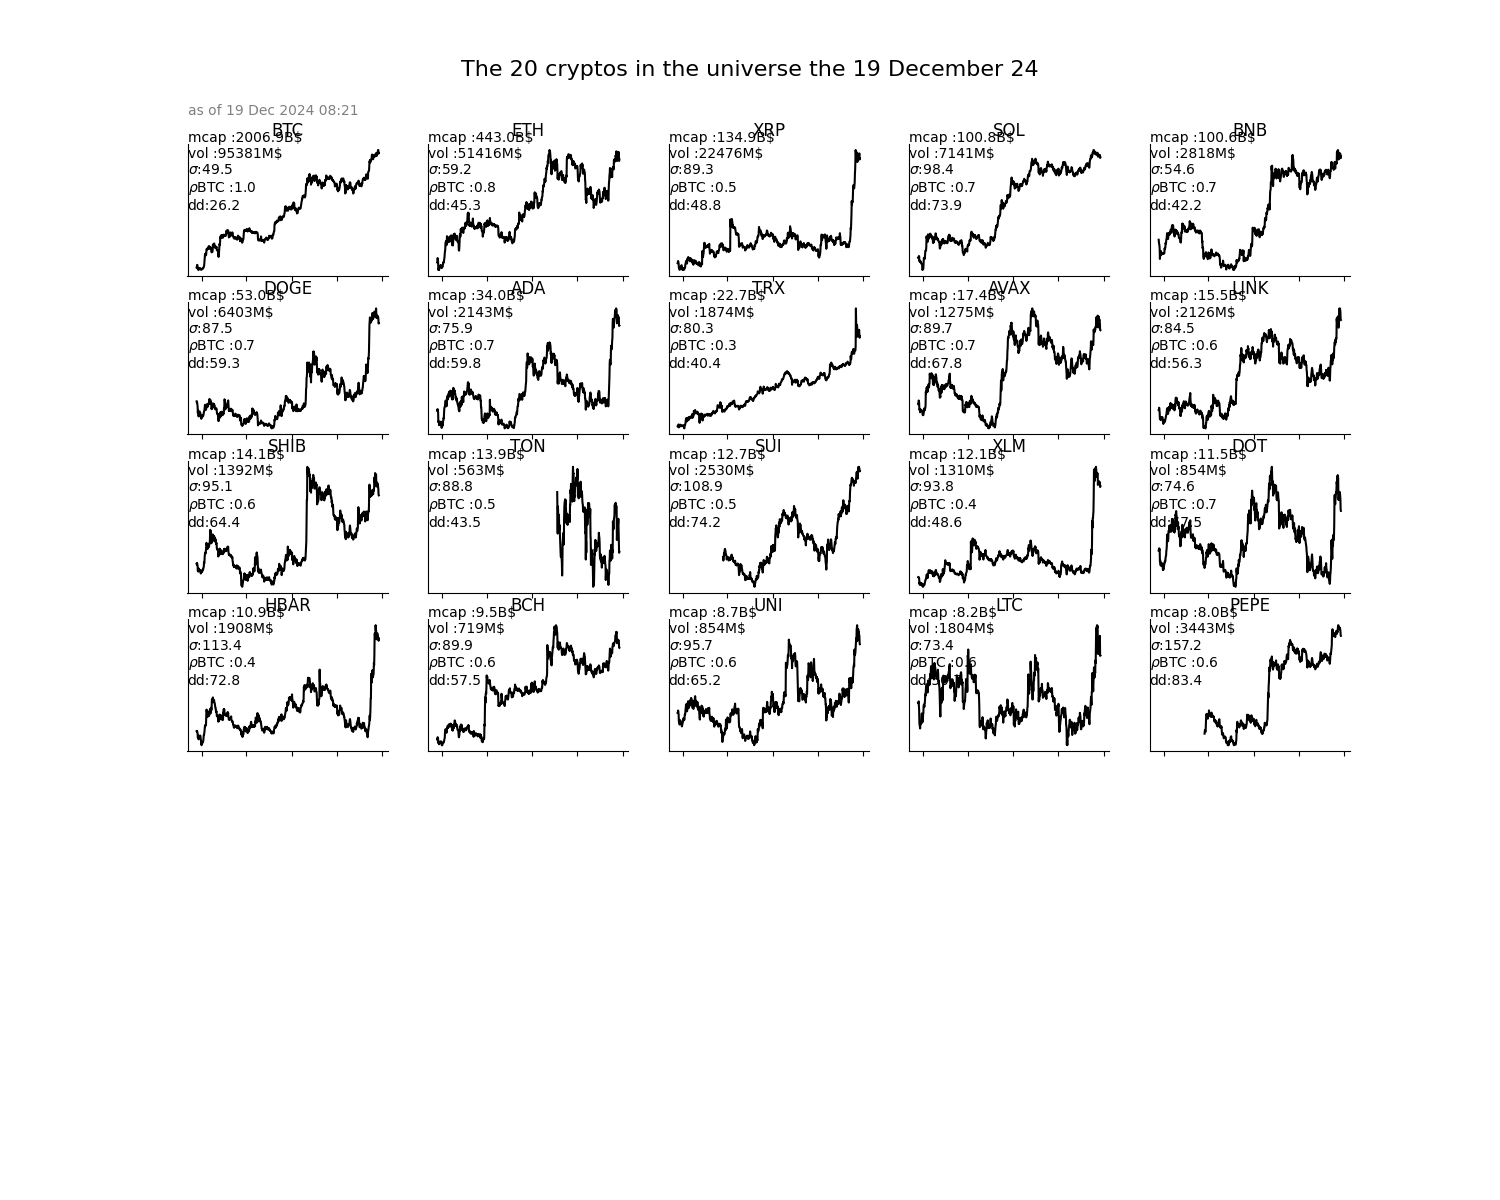 The 20 cryptos in the universe the 19 December 24
as of 19 Dec 2024 08:21
BTC
mcap :2006.9B$
vol :95381M$
σ:49.5
ρBTC :1.0
dd:26.2
ETH
mcap :443.0B$
vol :51416M$
σ:59.2
ρBTC :0.8
dd:45.3
XRP
mcap :134.9B$
vol :22476M$
σ:89.3
ρBTC :0.5
dd:48.8
SOL
mcap :100.8B$
vol :7141M$
σ:98.4
ρBTC :0.7
dd:73.9
BNB
mcap :100.6B$
vol :2818M$
σ:54.6
ρBTC :0.7
dd:42.2
DOGE
mcap :53.0B$
vol :6403M$
σ:87.5
ρBTC :0.7
dd:59.3
ADA
mcap :34.0B$
vol :2143M$
σ:75.9
ρBTC :0.7
dd:59.8
TRX
mcap :22.7B$
vol :1874M$
σ:80.3
ρBTC :0.3
dd:40.4
AVAX
mcap :17.4B$
vol :1275M$
σ:89.7
ρBTC :0.7
dd:67.8
LINK
mcap :15.5B$
vol :2126M$
σ:84.5
ρBTC :0.6
dd:56.3
SHIB
mcap :14.1B$
vol :1392M$
σ:95.1
ρBTC :0.6
dd:64.4
TON
mcap :13.9B$
vol :563M$
σ:88.8
ρBTC :0.5
dd:43.5
SUI
mcap :12.7B$
vol :2530M$
σ:108.9
ρBTC :0.5
dd:74.2
XLM
mcap :12.1B$
vol :1310M$
σ:93.8
ρBTC :0.4
dd:48.6
DOT
mcap :11.5B$
vol :854M$
σ:74.6
ρBTC :0.7
HBAR
mcap :10.9B$
vol :1908M$
σ:113.4
ρBTC :0.4
dd:72.8
BCH
mcap :9.5B$
vol :719M$
σ:89.9
ρBTC :0.6
dd:57.5
UNI
mcap :8.7B$
vol :854M$
σ:95.7
ρBTC :0.6
dd:65.2
LTC
mcap :8.2B$
vol :1804M$
σ:73.4
ρBTC :0.6
PEPE
mcap :8.0B$
vol :3443M$
σ:157.2
ρBTC :0.6
dd:83.4